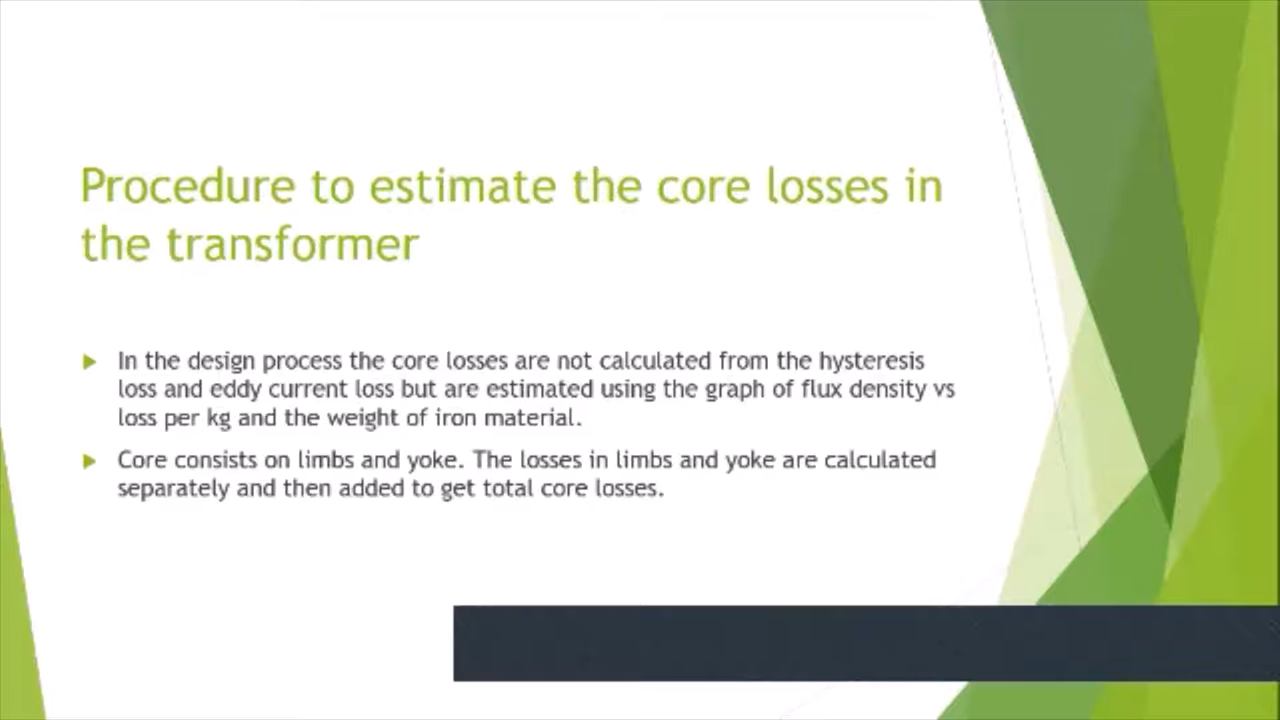 Procedure to estimate the core losses in
the transformer
In the design process the core losses are not calculated from the hysteresis
loss and eddy current loss but are estimated using the graph of flux density vs
loss per kg and the weight of iron material.
Core consists on limbs and yoke. The losses in limbs and yoke are calculated
separately and then added to get total core losses.